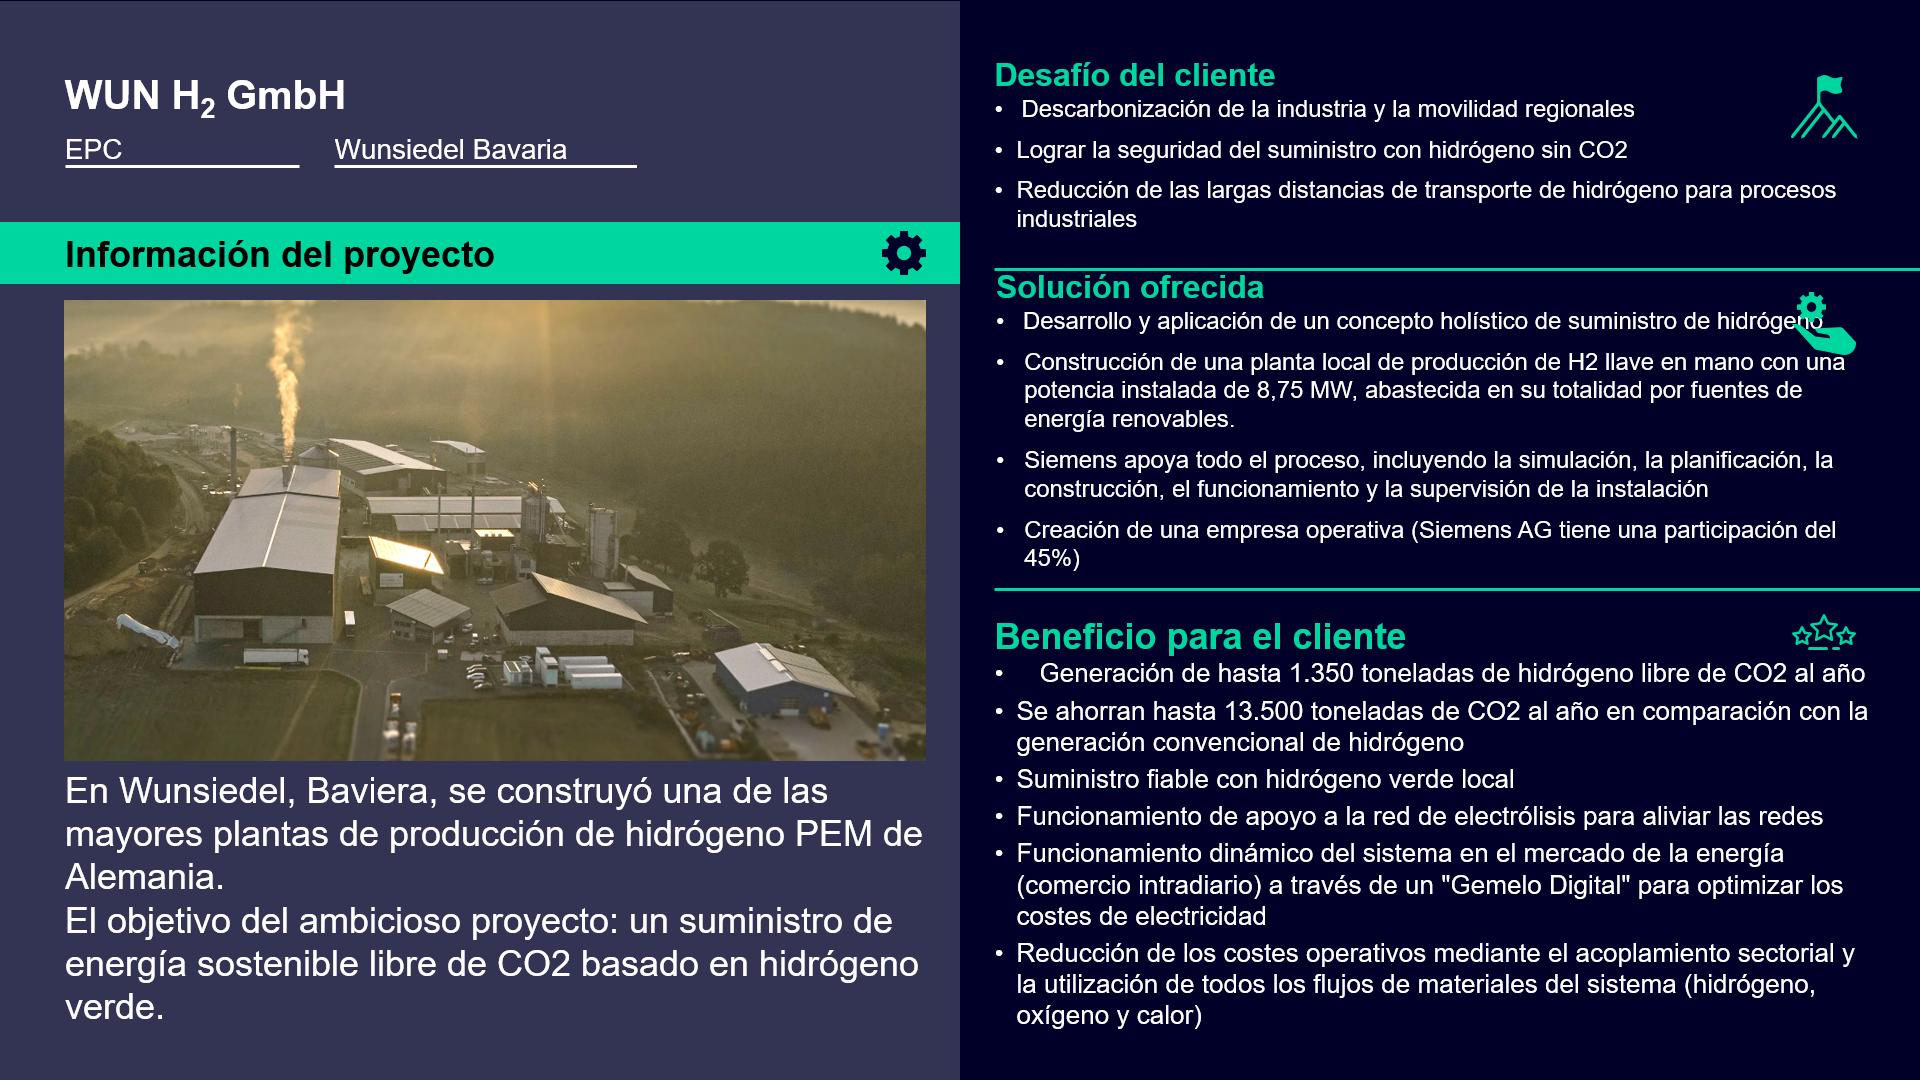 WUN H2 GmbH
EPC
Wunsiedel Bavaria
Información del proyecto
En Wunsiedel, Baviera, se construyó una de las
mayores plantas de producción de hidrógeno PEM de
Alemania.
El objetivo del ambicioso proyecto: un suministro de
energía sostenible libre de CO2 basado en hidrógeno
verde.
Desafío del cliente
• Descarbonización de la industria y la movilidad regionales
• Lograr la seguridad del suministro con hidrógeno sin CO2
• Reducción de las largas distancias de transporte de hidrógeno para procesos
industriales
Solución ofrecida
• Desarrollo y aplicación de un concepto holístico de suministro de hidrógeno
• Construcción de una planta local de producción de H2 llave en mano con una
potencia instalada de 8,75 MW, abastecida en su totalidad por fuentes de
energía renovables.
• Siemens apoya todo el proceso, incluyendo la simulación, la planificación, la
construcción, el funcionamiento y la supervisión de la instalación
• Creación de una empresa operativa (Siemens AG tiene una participación del
45%)
Beneficio para el cliente
• Generación de hasta 1.350 toneladas de hidrógeno libre de CO2 al año
• Se ahorran hasta 13.500 toneladas de CO2 al año en comparación con la
generación convencional de hidrógeno
• Suministro fiable con hidrógeno verde local
• Funcionamiento de apoyo a la red de electrólisis para aliviar las redes
• Funcionamiento dinámico del sistema en el mercado de la energía
(comercio intradiario) a través de un "Gemelo Digital" para optimizar los
costes de electricidad
• Reducción de los costes operativos mediante el acoplamiento sectorial y
la utilización de todos los flujos de materiales del sistema (hidrógeno,
oxígeno y calor)